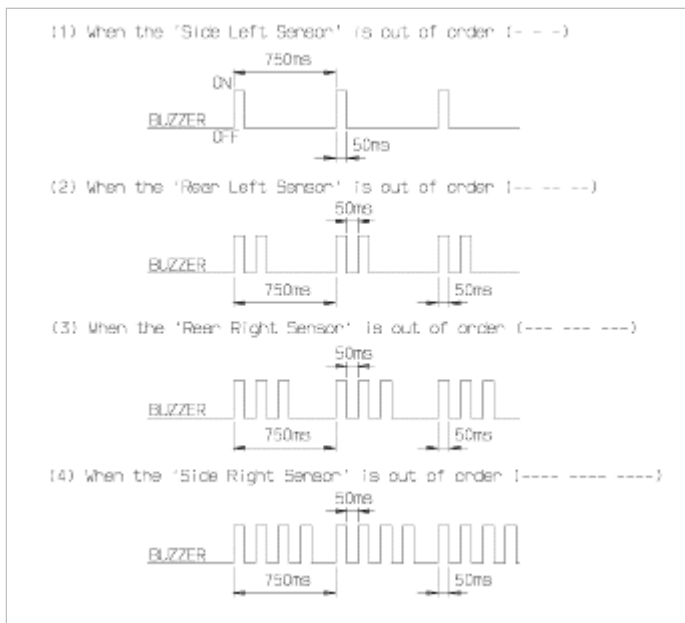 (1) When the 'Side Left Sensor' is out of order (- - -)
750ms
ON
BUZZER
OFF
50ms
(2) When the 'Rear Left Sensor' is out of order (-- -- --)
50ms
BUZZER
750ms
50ms
(3) When the 'Rear Right Sensor' is out of order (--- --- ---)
50ms
BUZZER
750ms
50ms
(4) When the 'Side Right Sensor' is out of order (---- ---- ----)
50ms
BUZZER
750ms
50ms